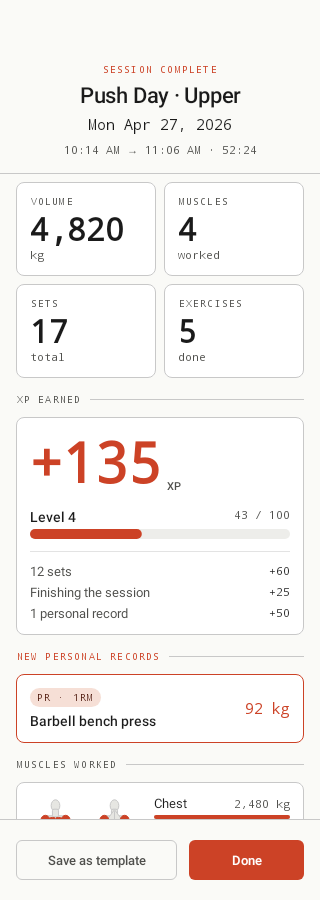 SESSION COMPLETE
Push Day · Upper
Mon Apr 27, 2026
10:14 AM → 11:06 AM · 52:24
VOLUME
4,820
kg
MUSCLES
4
worked
SETS
17
total
EXERCISES
5
done
XP EARNED
+135 XP
Level 4 43 / 100
12 sets +60
Finishing the session +25
1 personal record +50
NEW PERSONAL RECORDS
PR · 1RM
Barbell bench press 92 kg
MUSCLES WORKED
Chest 2,480 kg
Save as template Done